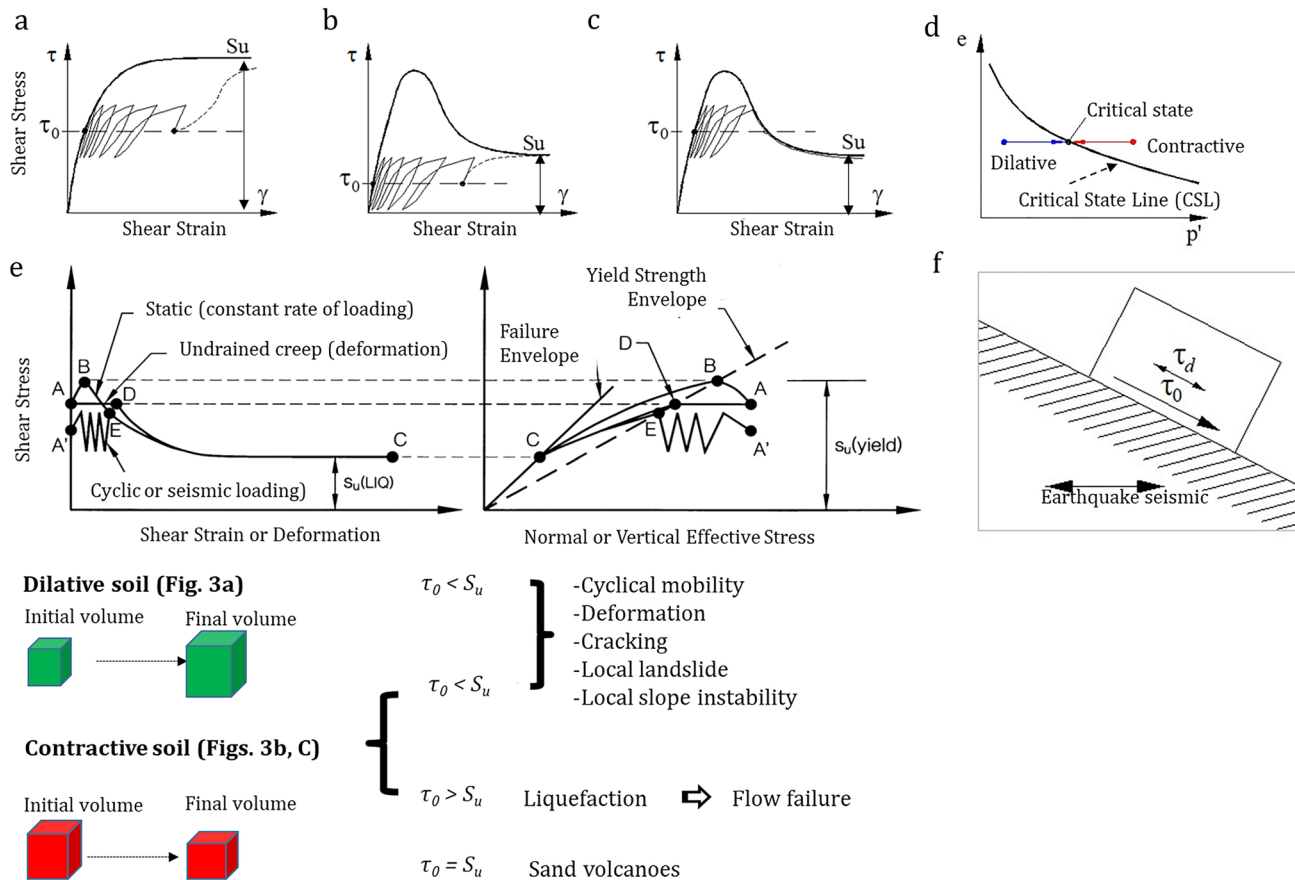 a
τ
Su
τ0
γ
Shear Stress
Shear Strain
b
τ
Su
τ0
γ
Shear Strain
c
τ
Su
τ0
γ
Shear Strain
d
e
Critical state
Contractive
Dilative
Critical State Line (CSL)
p'
e
Static (constant rate of loading)
Undrained creep (deformation)
B
A
D
A'
E
C
su(LIQ)
Cyclic or seismic loading)
Shear Stress
Shear Strain or Deformation
Yield Strength
Envelope
Failure
Envelope
D
B
A
E
A'
C
su(yield)
Normal or Vertical Effective Stress
f
τd
τ0
Earthquake seismic
Dilative soil (Fig. 3a)
Initial volume
Final volume
τ0 < Su
-Cyclical mobility
-Deformation
-Cracking
-Local landslide
-Local slope instability
τ0 < Su
Contractive soil (Figs. 3b, C)
Initial volume
Final volume
τ0 > Su Liquefaction ⇨ Flow failure
τ0 = Su Sand volcanoes